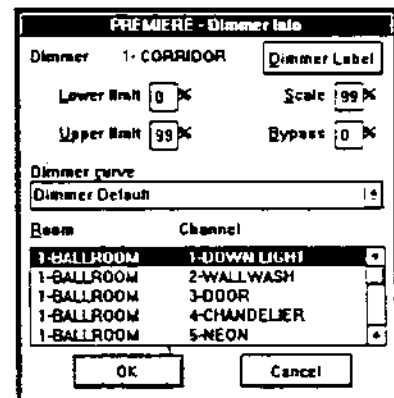 PREMIERE - Dimmer Info
Dimmer 1- CORRIDOR Dimmer Label
Lower limit 0 % Scale 99 %
Upper limit 99 % Bypass 0 %
Dimmer curve
Dimmer Default
Room Channel
1-BALLROOM 1-DOWN LIGHT
1-BALLROOM 2-WALLWASH
1-BALLROOM 3-DOOR
1-BALLROOM 4-CHANDELIER
1-BALLROOM 5-NEON
OK Cancel